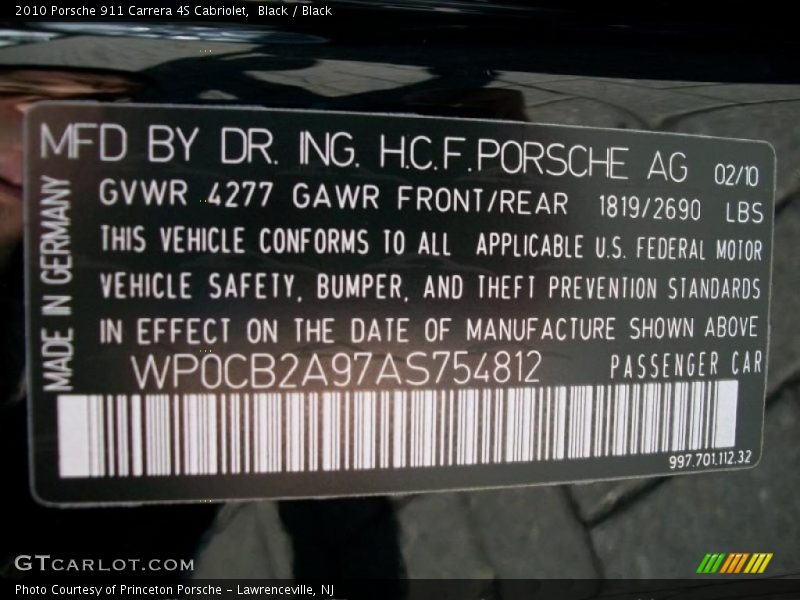 2010 Porsche 911 Carrera 4S Cabriolet, Black / Black
MFD BY DR. ING. H.C.F.PORSCHE AG 02/10
GVWR 4277 GAWR FRONT/REAR 1819/2690 LBS
THIS VEHICLE CONFORMS TO ALL APPLICABLE U.S. FEDERAL MOTOR
VEHICLE SAFETY, BUMPER, AND THEFT PREVENTION STANDARDS
IN EFFECT ON THE DATE OF MANUFACTURE SHOWN ABOVE
WP0CB2A97AS754812 PASSENGER CAR
997.701.112.32
MADE IN GERMANY
GTCARLOT.COM
Photo Courtesy of Princeton Porsche - Lawrenceville, NJ